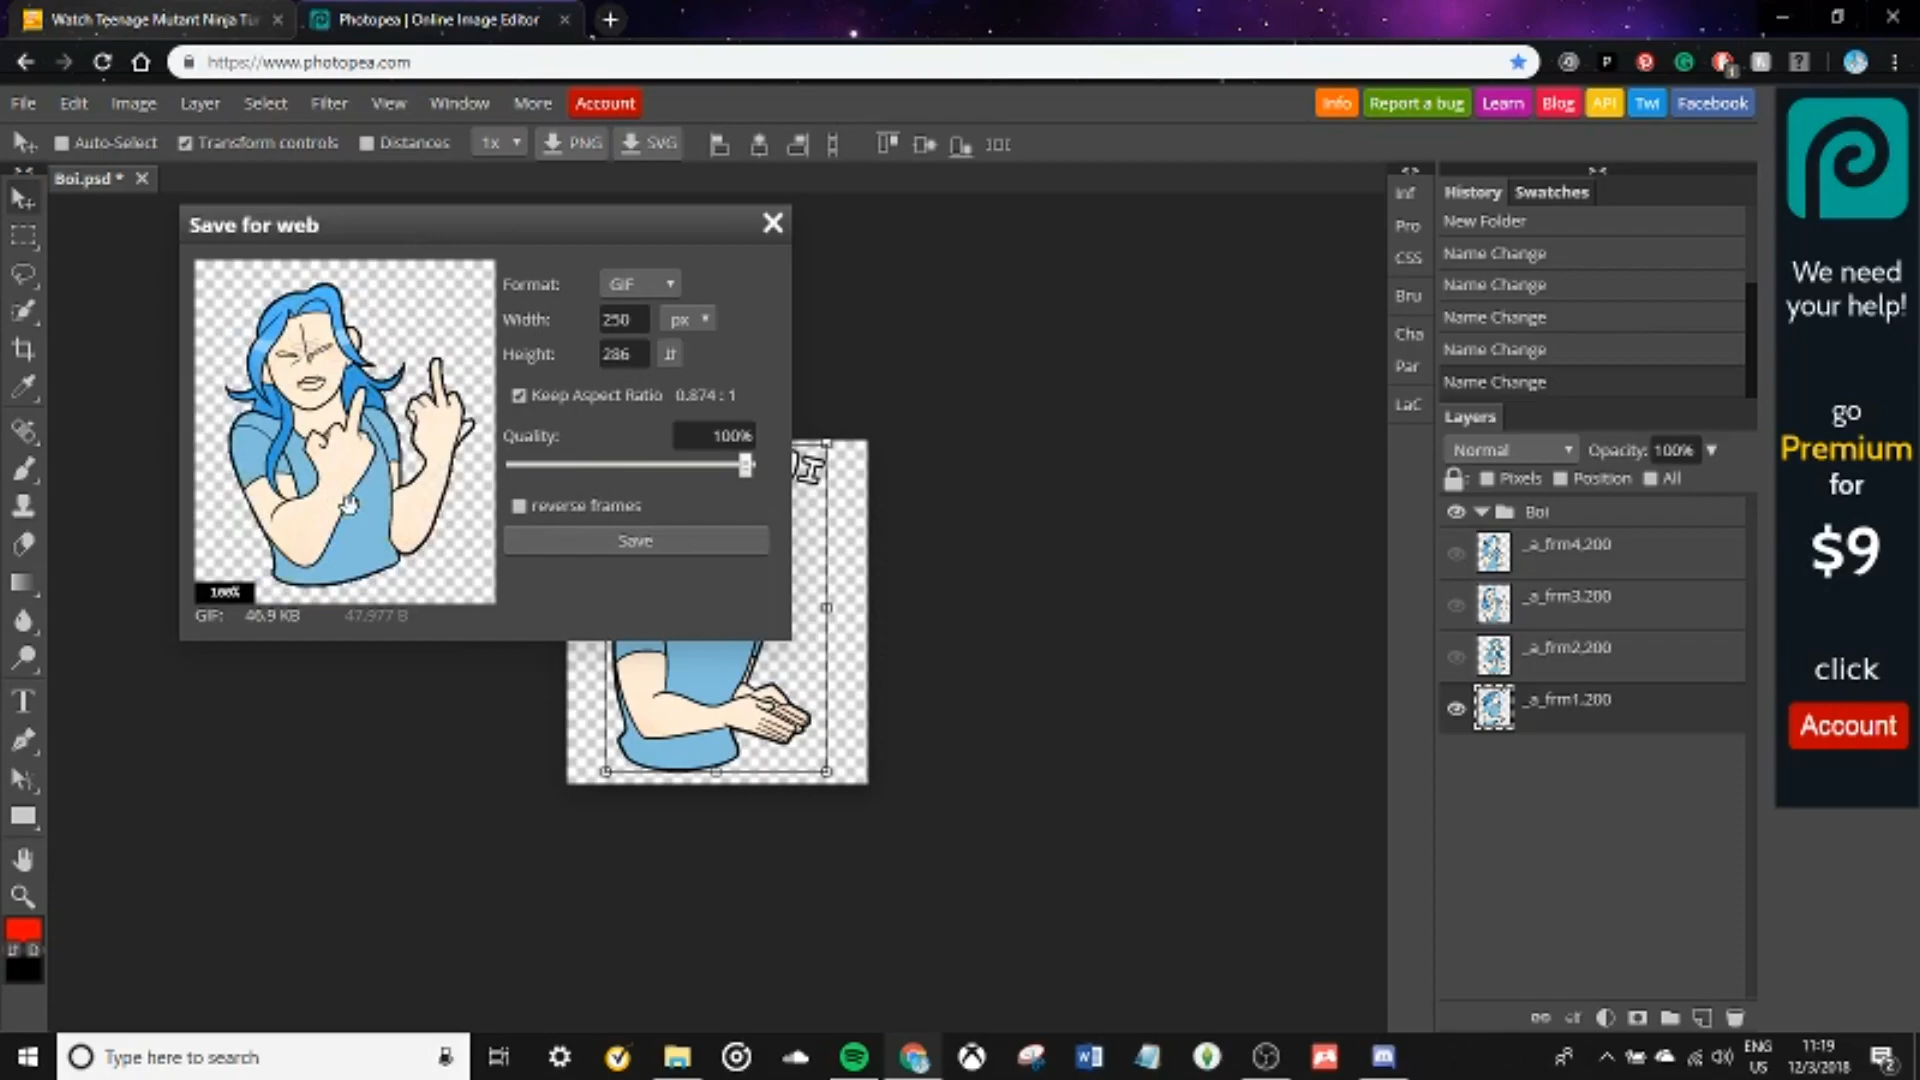 Watch Teenage Mutant Ninja Tur
Photopea | Online Image Editor
https://www.photopea.com
File Edit Image Layer Select Filter View Window More Account
Info Report a bug Learn Blog API Twi Facebook
Auto-Select Transform controls Distances 1x PNG SVG
Boi.psd *
Save for web
Format: GIF
Width: 250 px
Height: 286
Keep Aspect Ratio 0.874 : 1
Quality: 100%
reverse frames
Save
100%
GIF: 46.9 KB 47,977 B
OI
Inf
Pro
CSS
Bru
Cha
Par
LaC
History Swatches
New Folder
Name Change
Name Change
Name Change
Name Change
Name Change
Layers
Normal Opacity: 100%
Pixels Position All
Boi
_a_frm4,200
_a_frm3.200
_a_frm2,200
_a_frm1.200
We need
your help!
go
Premium
for
$9
click
Account
Type here to search
ENG
US
11:19
12/3/2018
2